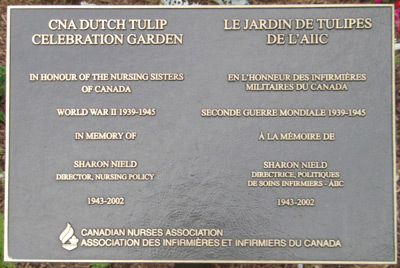 CNA DUTCH TULIP
CELEBRATION GARDEN
IN HONOUR OF THE NURSING SISTERS
OF CANADA
WORLD WAR II 1939-1945
IN MEMORY OF
SHARON NIELD
DIRECTOR, NURSING POLICY
1943-2002
LE JARDIN DE TULIPES
DE L'AIIC
EN L'HONNEUR DES INFIRMIÈRES
MILITAIRES DU CANADA
SECONDE GUERRE MONDIALE 1939-1945
À LA MÉMOIRE DE
SHARON NIELD
DIRECTRICE, POLITIQUES
DE SOINS INFIRMIERS - AIIC
1943-2002
CANADIAN NURSES ASSOCIATION
ASSOCIATION DES INFIRMIÈRES ET INFIRMIERS DU CANADA